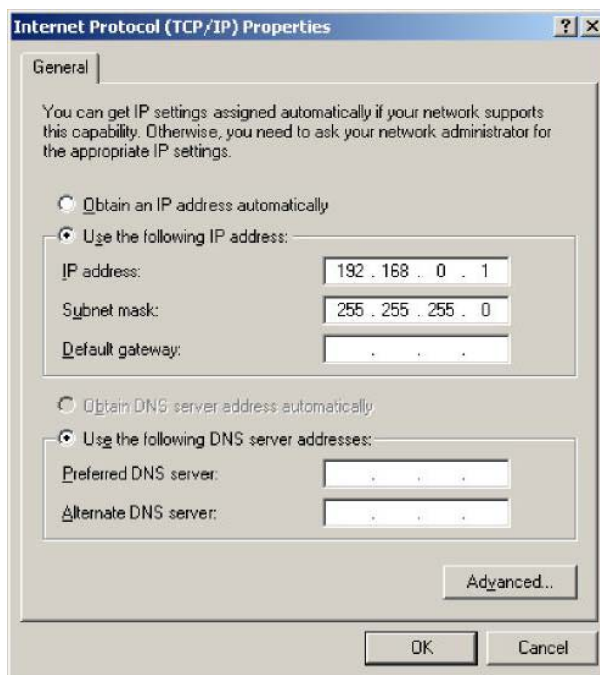 Internet Protocol (TCP/IP) Properties
General
You can get IP settings assigned automatically if your network supports
this capability. Otherwise, you need to ask your network administrator for
the appropriate IP settings.
Obtain an IP address automatically
Use the following IP address:
IP address: 192 . 168 . 0 . 1
Subnet mask: 255 . 255 . 255 . 0
Default gateway: . . .
Obtain DNS server address automatically
Use the following DNS server addresses:
Preferred DNS server: . . .
Alternate DNS server: . . .
Advanced...
OK Cancel